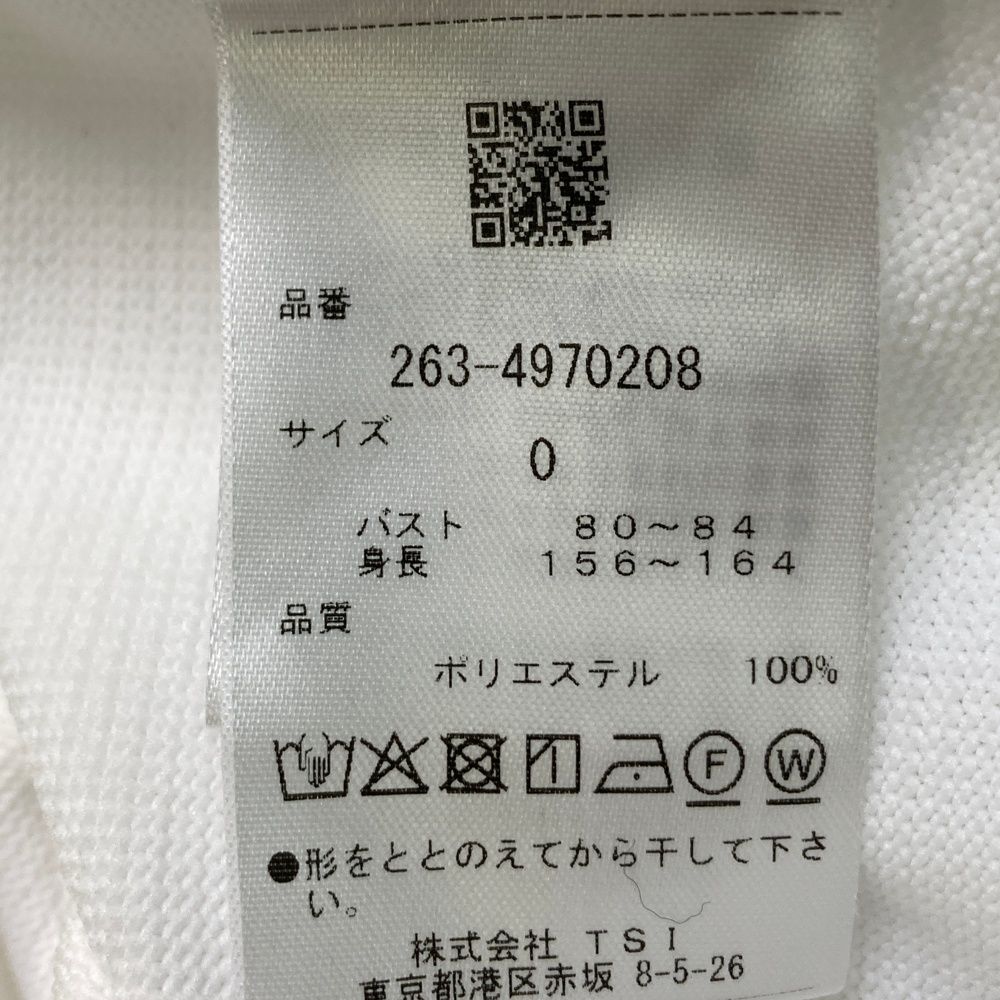 品番
263-4970208
サイズ
0
バスト 80～84
身長 156～164
品質
ポリエステル 100%
F W
●形をととのえてから干して下さ
い。
株式会社 TSI
東京都港区赤坂 8-5-26